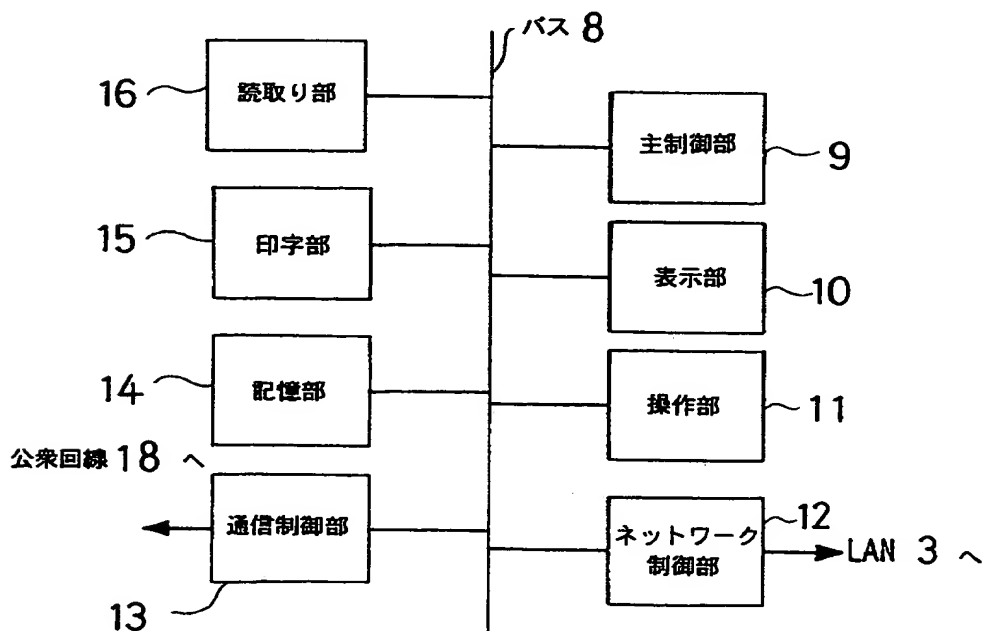 バス 8
16 読取り部
主制御部 9
15 印字部
表示部 10
14 記憶部
操作部 11
公衆回線 18 へ
通信制御部
13
ネットワーク
制御部
12
LAN 3 へ